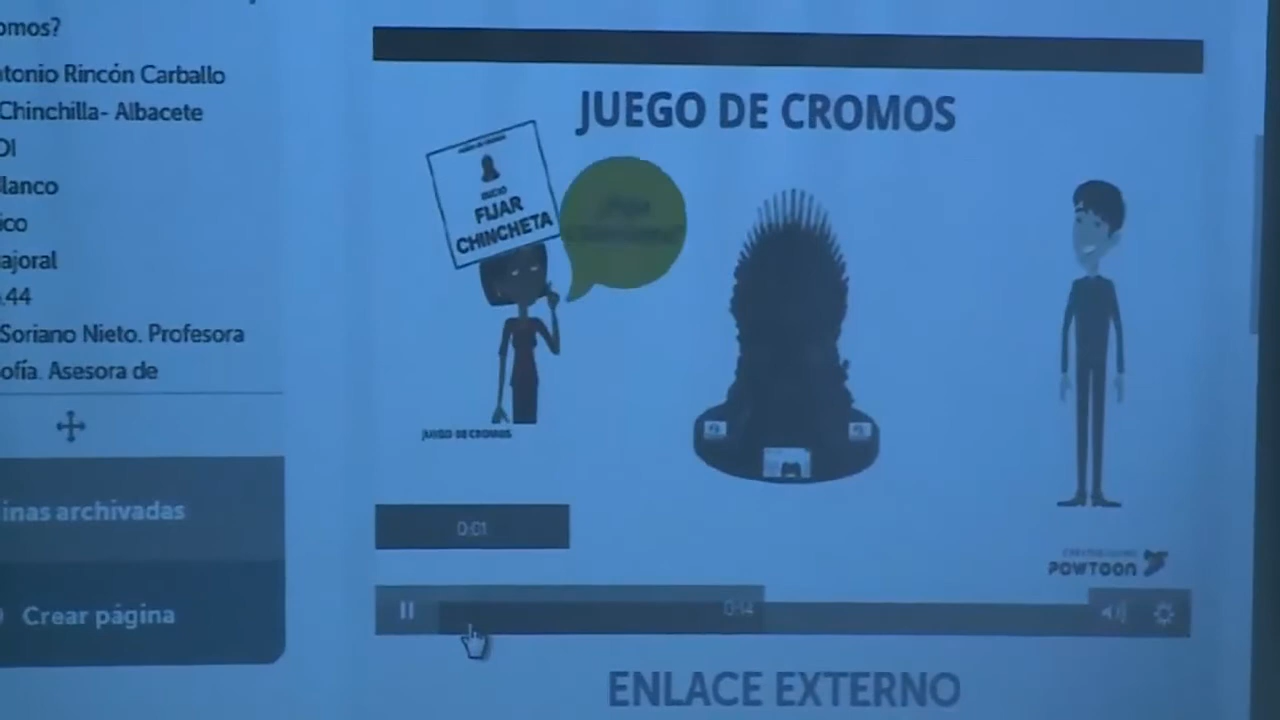 omos?
tonio Rincón Carballo
Chinchilla- Albacete
DI
lanco
ico
ajoral
.44
Soriano Nieto. Profesora
ofía. Asesora de
inas archivadas
Crear página
JUEGO DE CROMOS
INICIO
FIJAR
CHINCHETA
JUEGO DE CROMOS
0:01
0:14
POWTOON
ENLACE EXTERNO